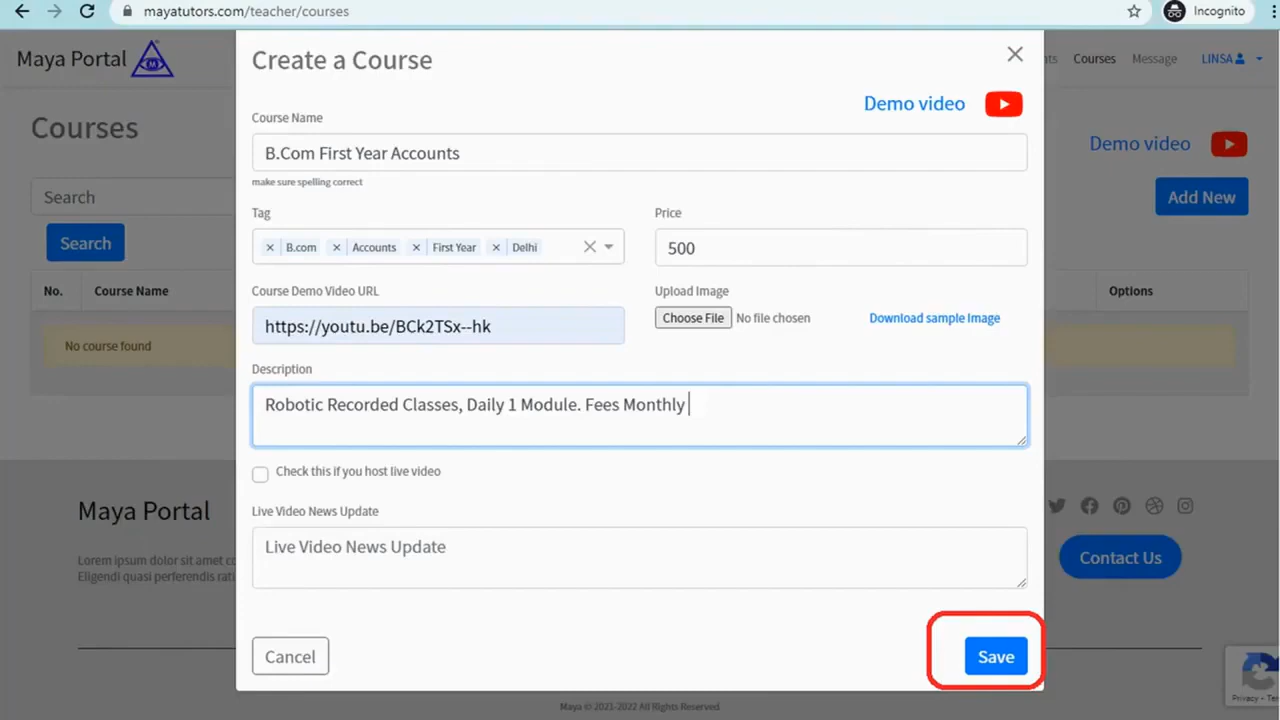 mayatutors.com/teacher/courses
Incognito
Maya Portal
M
Courses
Message
LINSA
Create a Course
Demo video
Courses
Demo video
Course Name
B.Com First Year Accounts
make sure spelling correct
Search
Add New
Tag
Price
B.com
Accounts
First Year
Delhi
500
Search
Course Demo Video URL
Upload Image
No.
Course Name
Options
https://youtu.be/BCk2TSx--hk
Choose File
No file chosen
Download sample Image
No course found
Description
Robotic Recorded Classes, Daily 1 Module. Fees Monthly
Check this if you host live video
Maya Portal
Live Video News Update
Live Video News Update
Lorem ipsum dolor sit amet
Eligendi quasi perferendis
Contact Us
Cancel
Save
Privacy
Maya © 2021-2022 All Rights Reserved